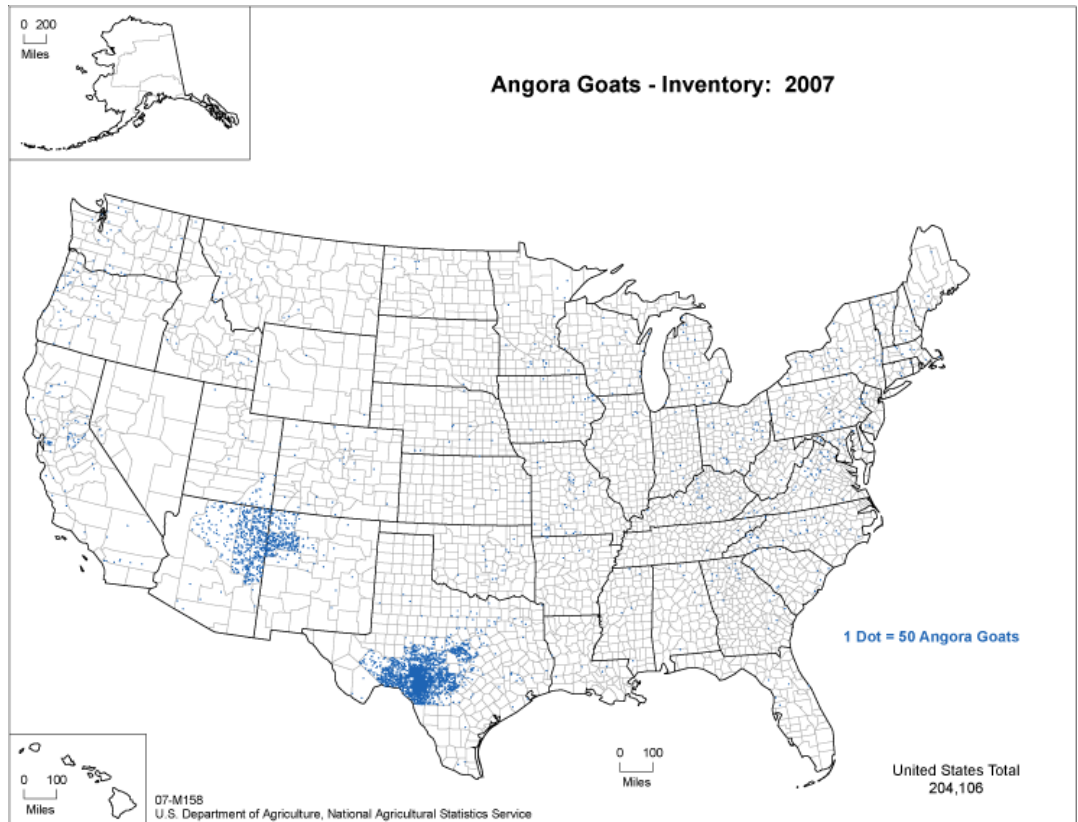 0 200
Miles
Angora Goats - Inventory: 2007
1 Dot = 50 Angora Goats
0 100
Miles
0 100
Miles
United States Total
204,106
07-M158
U.S. Department of Agriculture, National Agricultural Statistics Service